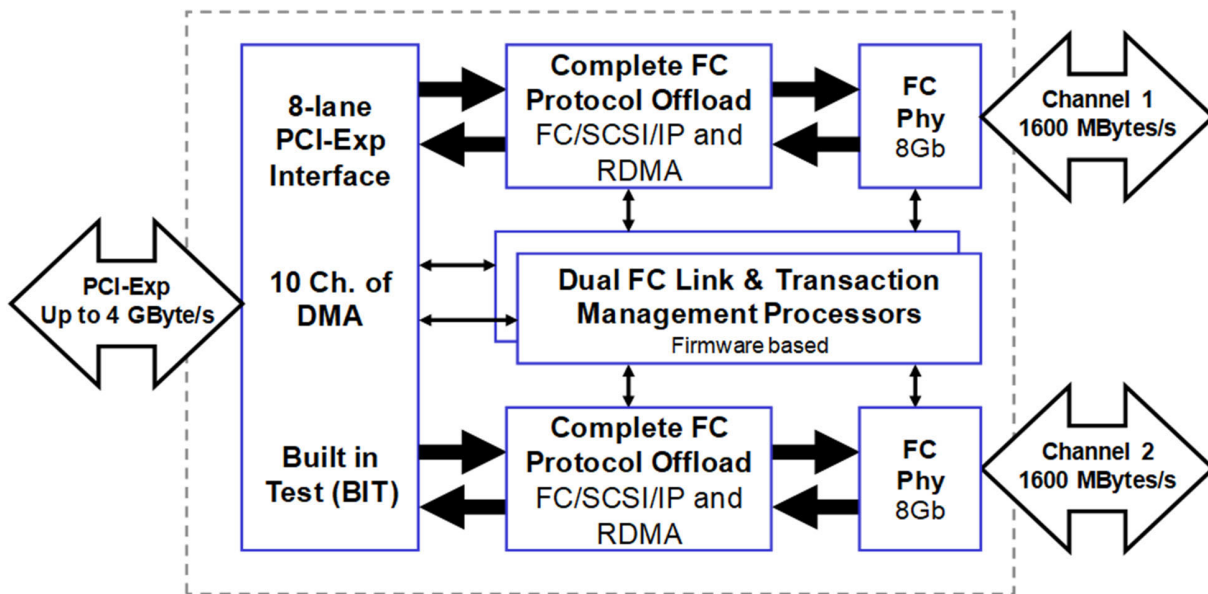 8-lane
PCI-Exp
Interface
10 Ch. of
DMA
Built in
Test (BIT)
Complete FC
Protocol Offload
FC/SCSI/IP and
RDMA
FC
Phy
8Gb
Channel 1
1600 MBytes/s
PCI-Exp
Up to 4 GByte/s
Dual FC Link & Transaction
Management Processors
Firmware based
Complete FC
Protocol Offload
FC/SCSI/IP and
RDMA
FC
Phy
8Gb
Channel 2
1600 MBytes/s